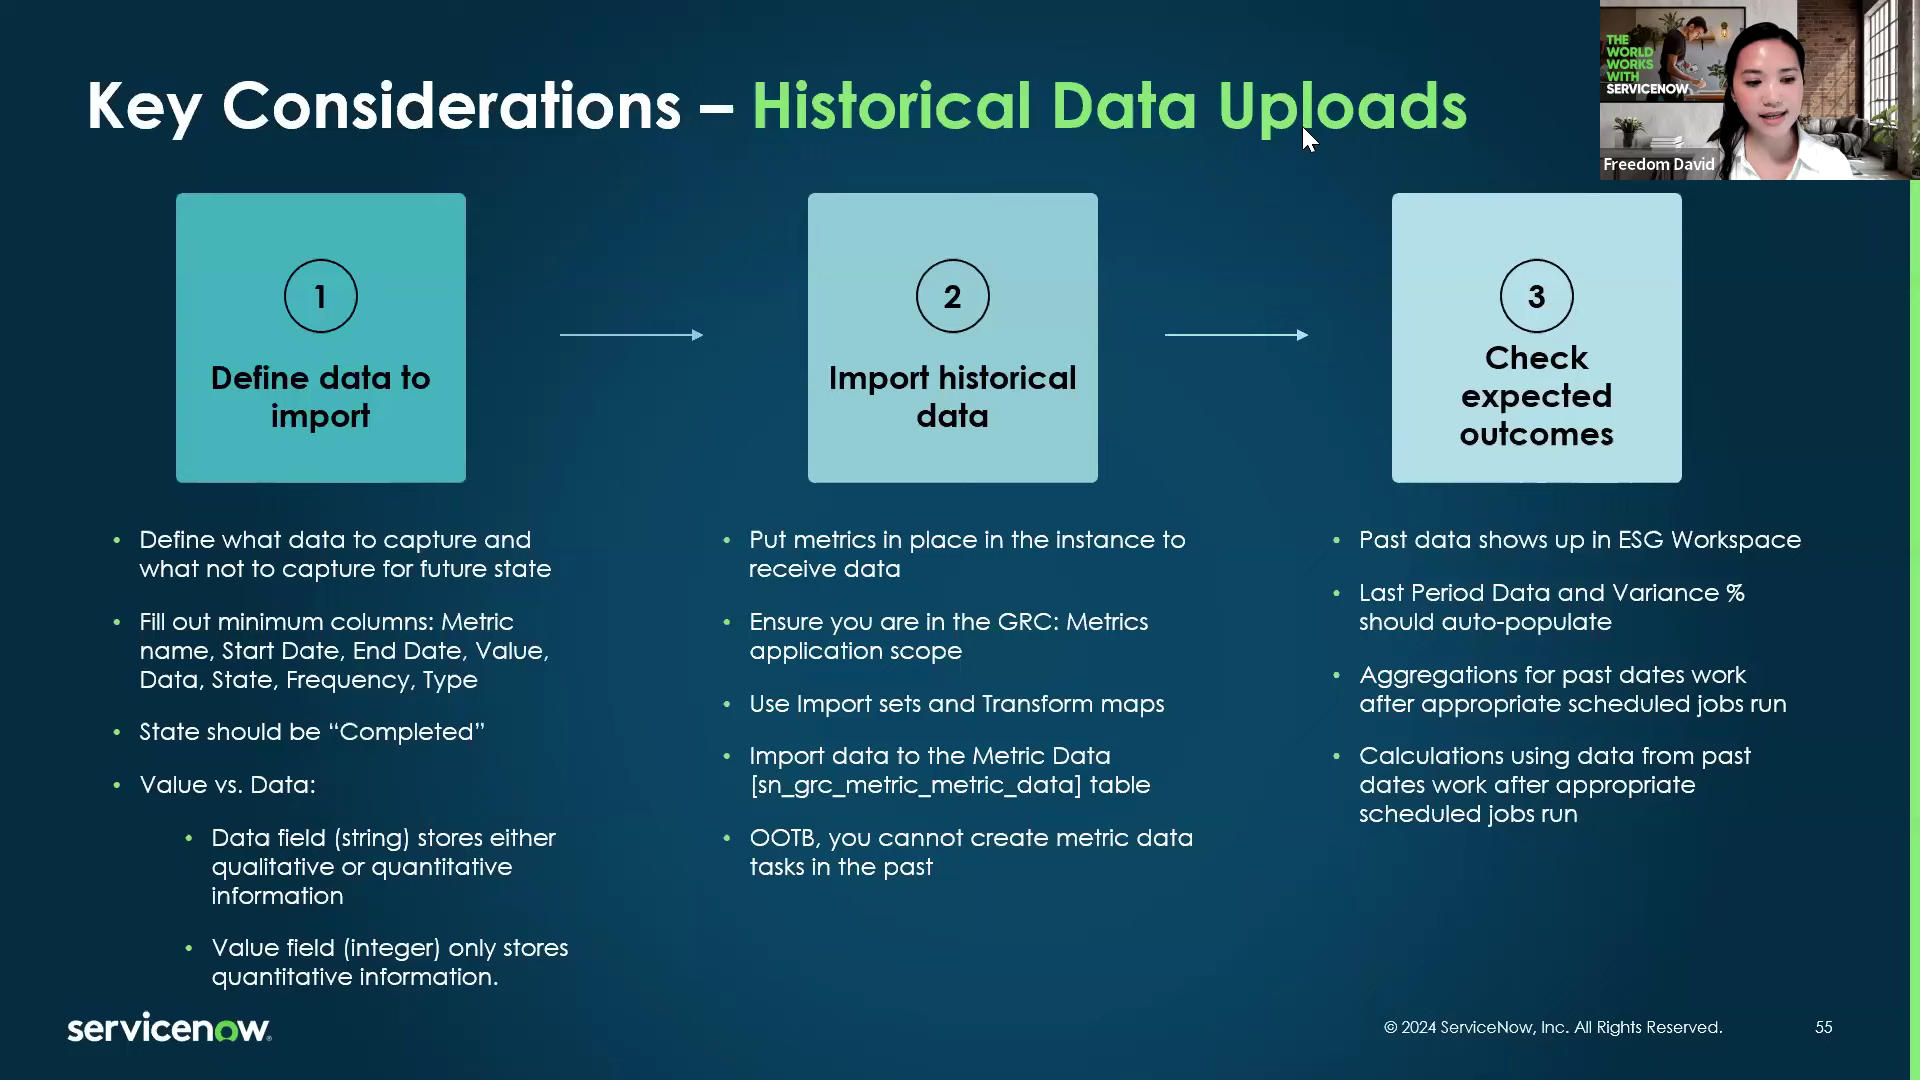 Key Considerations – Historical Data Uploads
THE
WORLD
WORKS
WITH
SERVICENOW
Freedom David
1
Define data to
import
2
Import historical
data
3
Check
expected
outcomes
• Define what data to capture and
what not to capture for future state
• Fill out minimum columns: Metric
name, Start Date, End Date, Value,
Data, State, Frequency, Type
• State should be “Completed”
• Value vs. Data:
• Data field (string) stores either
qualitative or quantitative
information
• Value field (integer) only stores
quantitative information.
• Put metrics in place in the instance to
receive data
• Ensure you are in the GRC: Metrics
application scope
• Use Import sets and Transform maps
• Import data to the Metric Data
[sn_grc_metric_metric_data] table
• OOTB, you cannot create metric data
tasks in the past
• Past data shows up in ESG Workspace
• Last Period Data and Variance %
should auto-populate
• Aggregations for past dates work
after appropriate scheduled jobs run
• Calculations using data from past
dates work after appropriate
scheduled jobs run
servicenow®
© 2024 ServiceNow, Inc. All Rights Reserved.
55